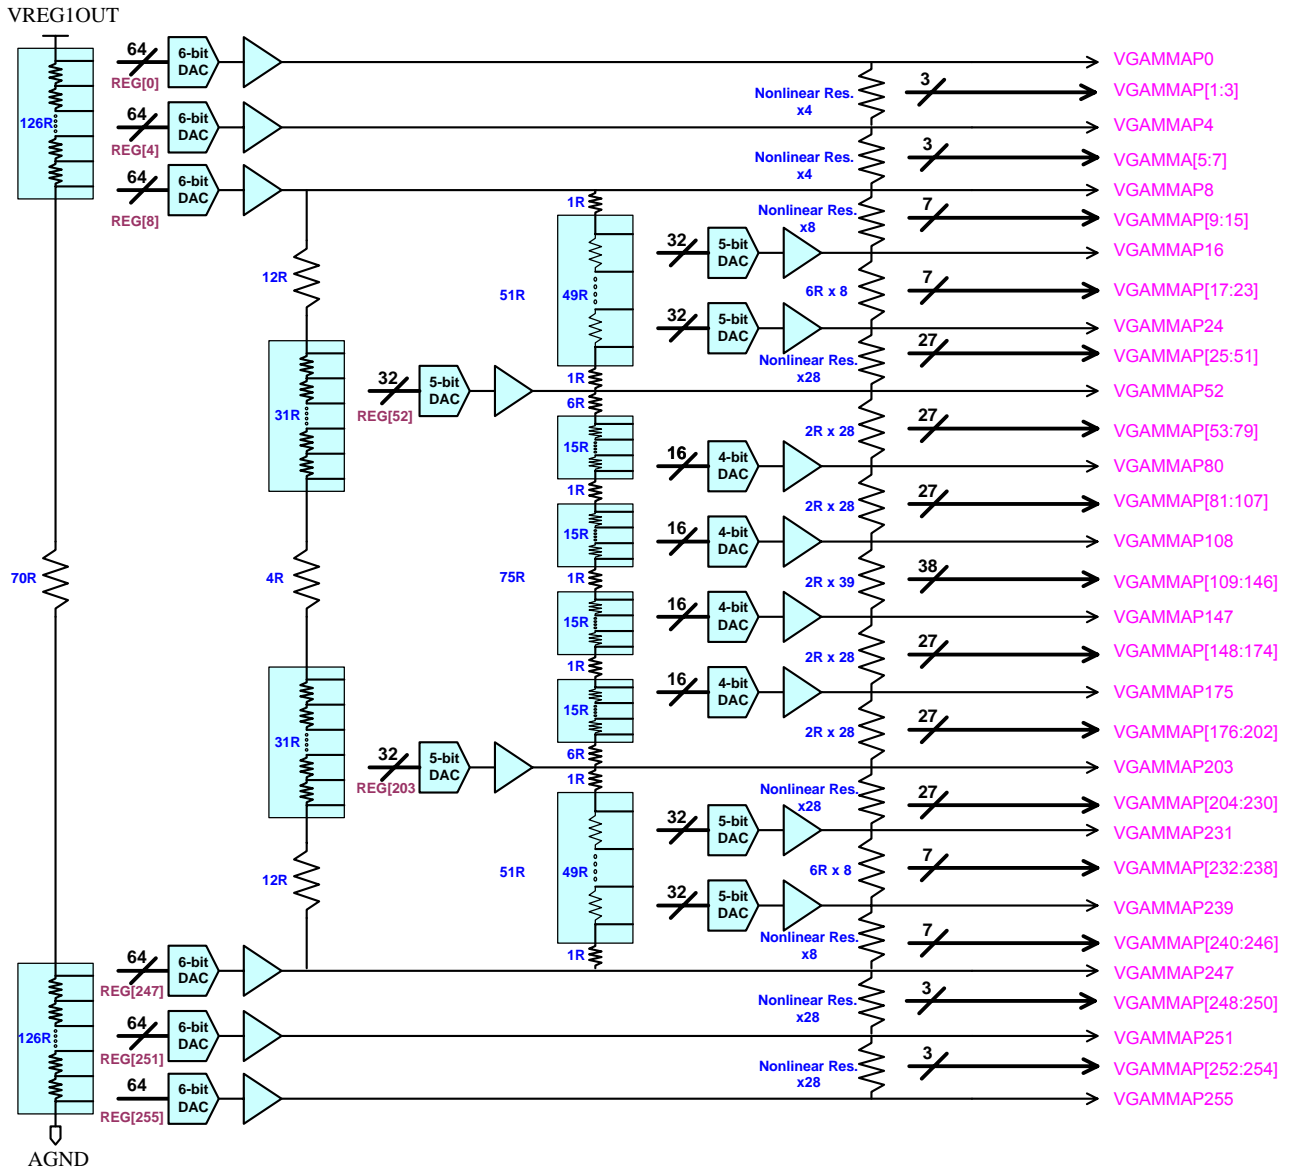 VREG1OUT
64
6-bit
DAC
REG[0]
VGAMMAP0
Nonlinear Res.
x4
3
VGAMMAP[1:3]
126R
64
6-bit
DAC
REG[4]
VGAMMAP4
Nonlinear Res.
x4
3
VGAMMA[5:7]
64
6-bit
DAC
REG[8]
VGAMMAP8
1R
Nonlinear Res.
x8
7
VGAMMAP[9:15]
32
5-bit
DAC
VGAMMAP16
12R
51R
49R
6R x 8
7
VGAMMAP[17:23]
32
5-bit
DAC
VGAMMAP24
Nonlinear Res.
x28
27
VGAMMAP[25:51]
1R
32
5-bit
DAC
REG[52]
VGAMMAP52
6R
31R
2R x 28
27
VGAMMAP[53:79]
15R
16
4-bit
DAC
VGAMMAP80
1R
2R x 28
27
VGAMMAP[81:107]
15R
16
4-bit
DAC
VGAMMAP108
70R
4R
75R
1R
2R x 39
38
VGAMMAP[109:146]
15R
16
4-bit
DAC
VGAMMAP147
1R
2R x 28
27
VGAMMAP[148:174]
15R
16
4-bit
DAC
VGAMMAP175
31R
2R x 28
27
VGAMMAP[176:202]
6R
32
5-bit
DAC
REG[203
VGAMMAP203
1R
Nonlinear Res.
x28
27
VGAMMAP[204:230]
32
5-bit
DAC
VGAMMAP231
12R
51R
49R
6R x 8
7
VGAMMAP[232:238]
32
5-bit
DAC
VGAMMAP239
Nonlinear Res.
x8
7
VGAMMAP[240:246]
1R
64
6-bit
DAC
REG[247]
VGAMMAP247
Nonlinear Res.
x28
3
VGAMMAP[248:250]
126R
64
6-bit
DAC
REG[251]
VGAMMAP251
Nonlinear Res.
x28
3
VGAMMAP[252:254]
64
6-bit
DAC
REG[255]
VGAMMAP255
AGND